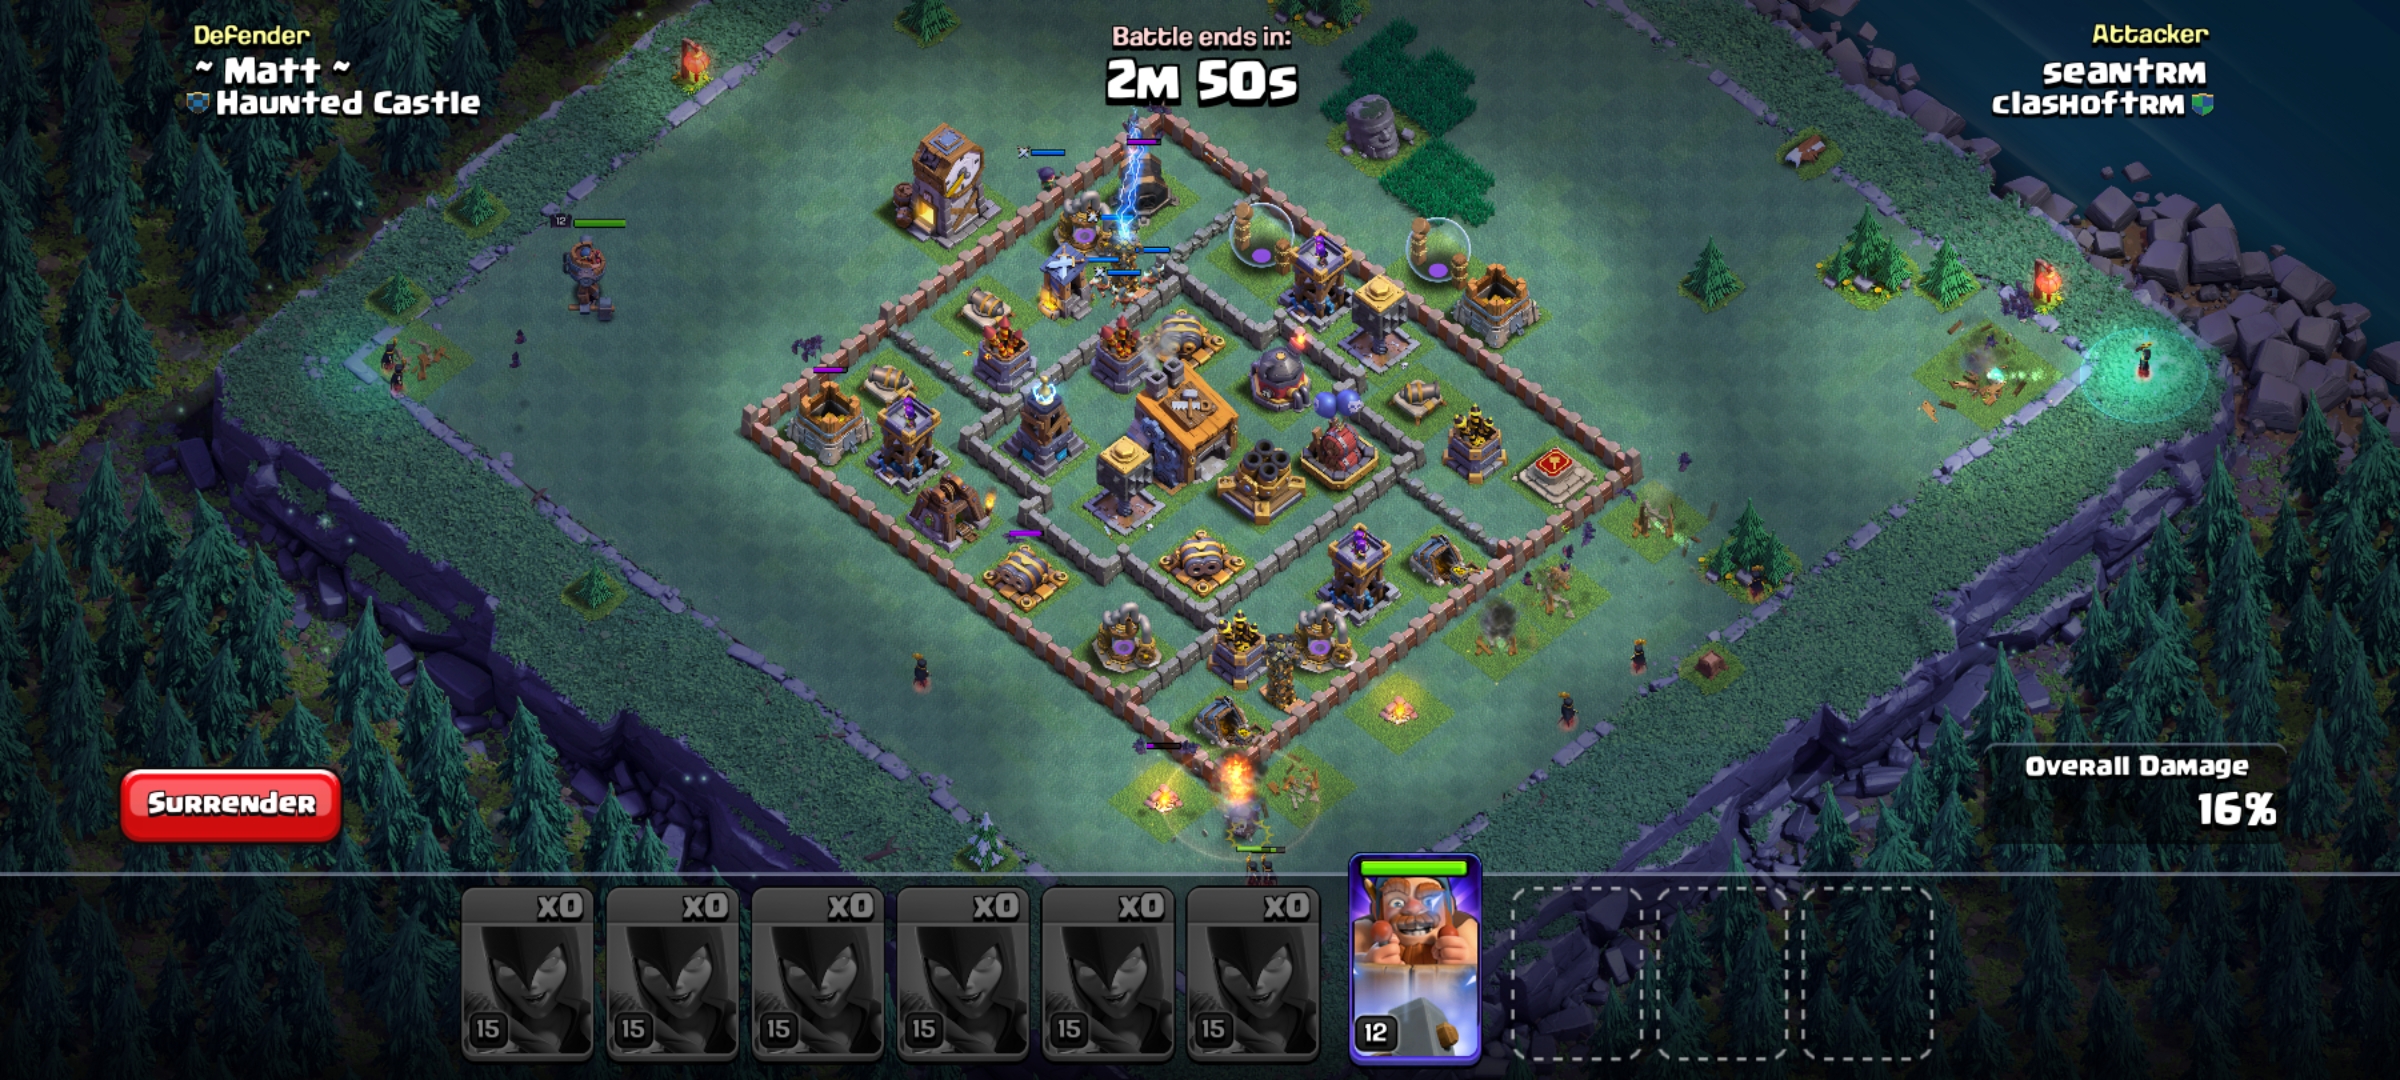 Defender
~ Matt ~
Haunted Castle
Battle ends in:
2M 50s
Attacker
seantRM
clashoftRM
12
Surrender
Overall Damage
16%
x0
x0
x0
x0
x0
x0
15
15
15
15
15
15
12